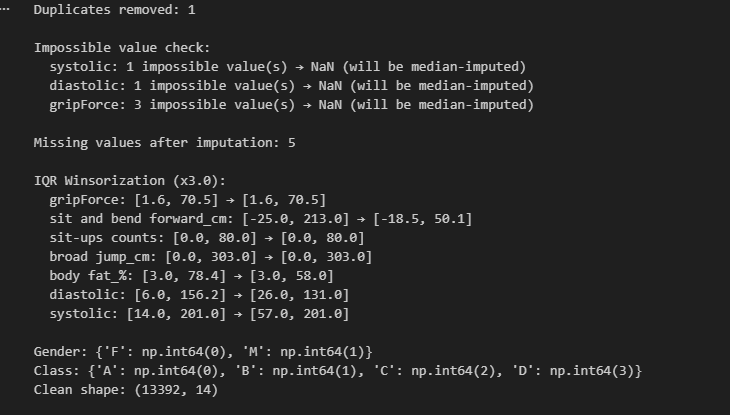 ... Duplicates removed: 1
Impossible value check:
systolic: 1 impossible value(s) → NaN (will be median-imputed)
diastolic: 1 impossible value(s) → NaN (will be median-imputed)
gripForce: 3 impossible value(s) → NaN (will be median-imputed)
Missing values after imputation: 5
IQR Winsorization (x3.0):
gripForce: [1.6, 70.5] → [1.6, 70.5]
sit and bend forward_cm: [-25.0, 213.0] → [-18.5, 50.1]
sit-ups counts: [0.0, 80.0] → [0.0, 80.0]
broad jump_cm: [0.0, 303.0] → [0.0, 303.0]
body fat_%: [3.0, 78.4] → [3.0, 58.0]
diastolic: [6.0, 156.2] → [26.0, 131.0]
systolic: [14.0, 201.0] → [57.0, 201.0]
Gender: {'F': np.int64(0), 'M': np.int64(1)}
Class: {'A': np.int64(0), 'B': np.int64(1), 'C': np.int64(2), 'D': np.int64(3)}
Clean shape: (13392, 14)